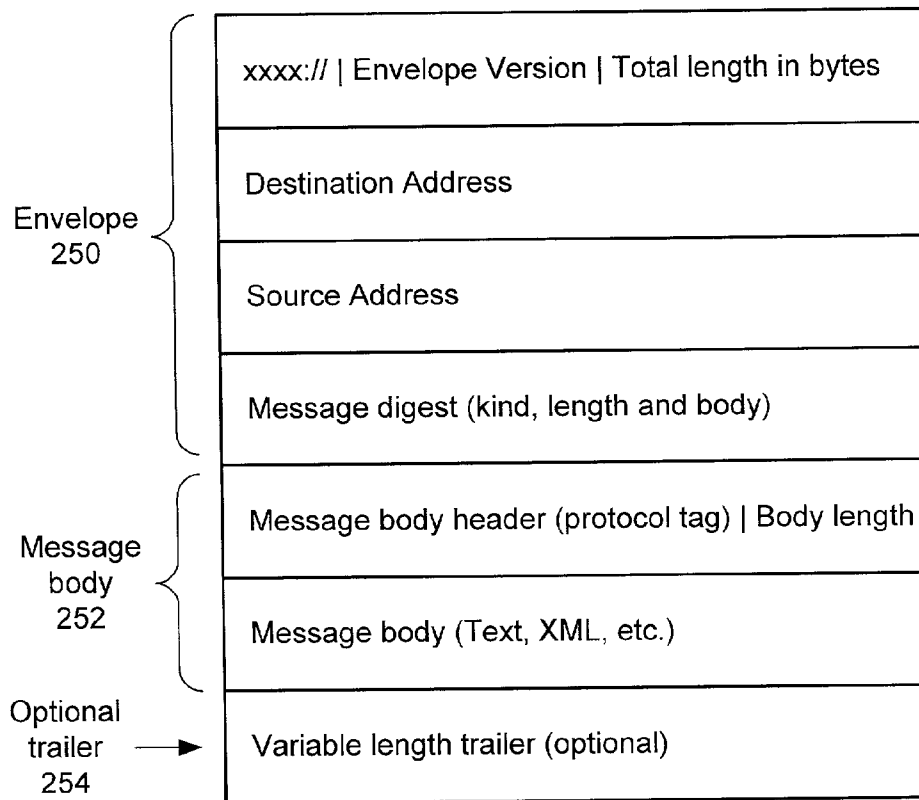 xxxx:// | Envelope Version | Total length in bytes
Destination Address
Envelope
250
Source Address
Message digest (kind, length and body)
Message body header (protocol tag) | Body length
Message
body
252
Message body (Text, XML, etc.)
Optional
trailer
254
Variable length trailer (optional)